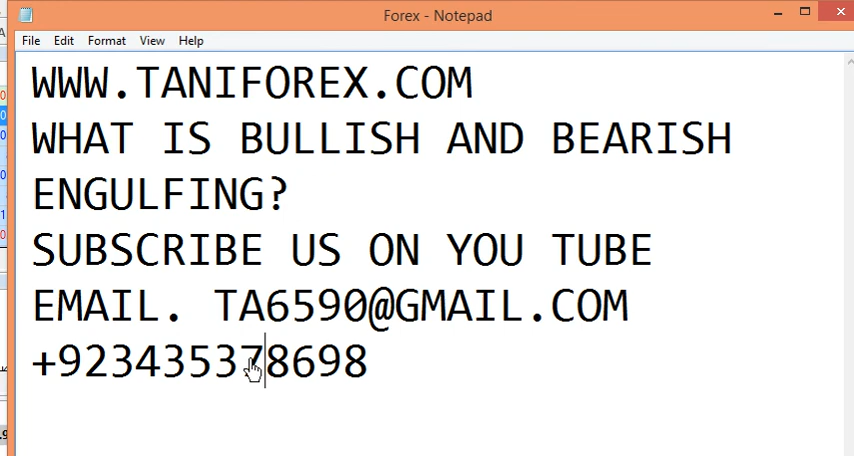 Forex - Notepad
File Edit Format View Help
WWW.TANIFOREX.COM
WHAT IS BULLISH AND BEARISH
ENGULFING?
SUBSCRIBE US ON YOU TUBE
EMAIL. TA6590@GMAIL.COM
+923435378698